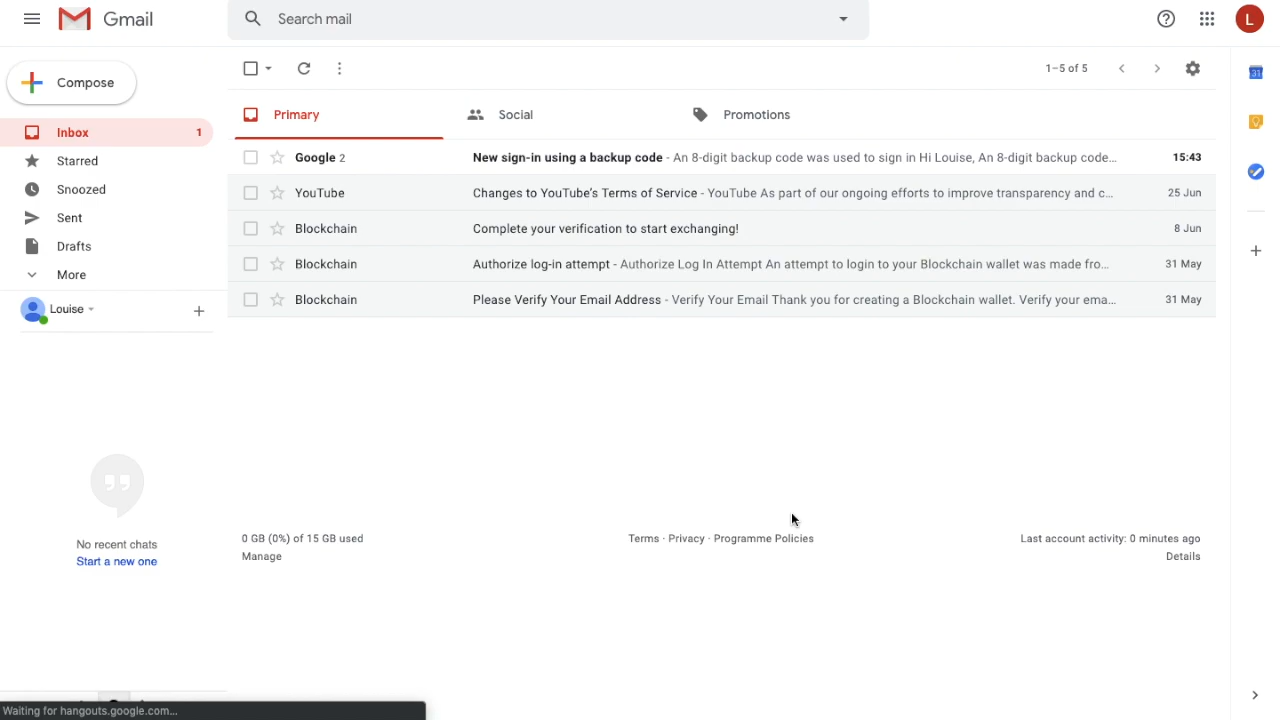 Gmail
Search mail
L
Compose
1–5 of 5
31
Primary
Social
Promotions
Inbox 1
Starred
Snoozed
Sent
Drafts
More
Louise
Google 2 New sign-in using a backup code - An 8-digit backup code was used to sign in Hi Louise, An 8-digit backup code... 15:43
YouTube Changes to YouTube's Terms of Service - YouTube As part of our ongoing efforts to improve transparency and c... 25 Jun
Blockchain Complete your verification to start exchanging! 8 Jun
Blockchain Authorize log-in attempt - Authorize Log In Attempt An attempt to login to your Blockchain wallet was made fro... 31 May
Blockchain Please Verify Your Email Address - Verify Your Email Thank you for creating a Blockchain wallet. Verify your ema... 31 May
No recent chats
Start a new one
0 GB (0%) of 15 GB used
Manage
Terms · Privacy · Programme Policies
Last account activity: 0 minutes ago
Details
Waiting for hangouts.google.com...